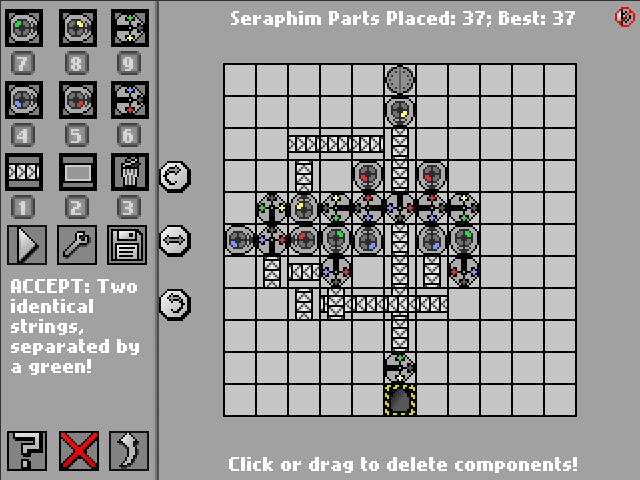 Seraphim Parts Placed: 37; Best: 37
7 8 9
4 5 6
1 2 3
ACCEPT: Two
identical
strings,
separated by
a green!
?
Click or drag to delete components!